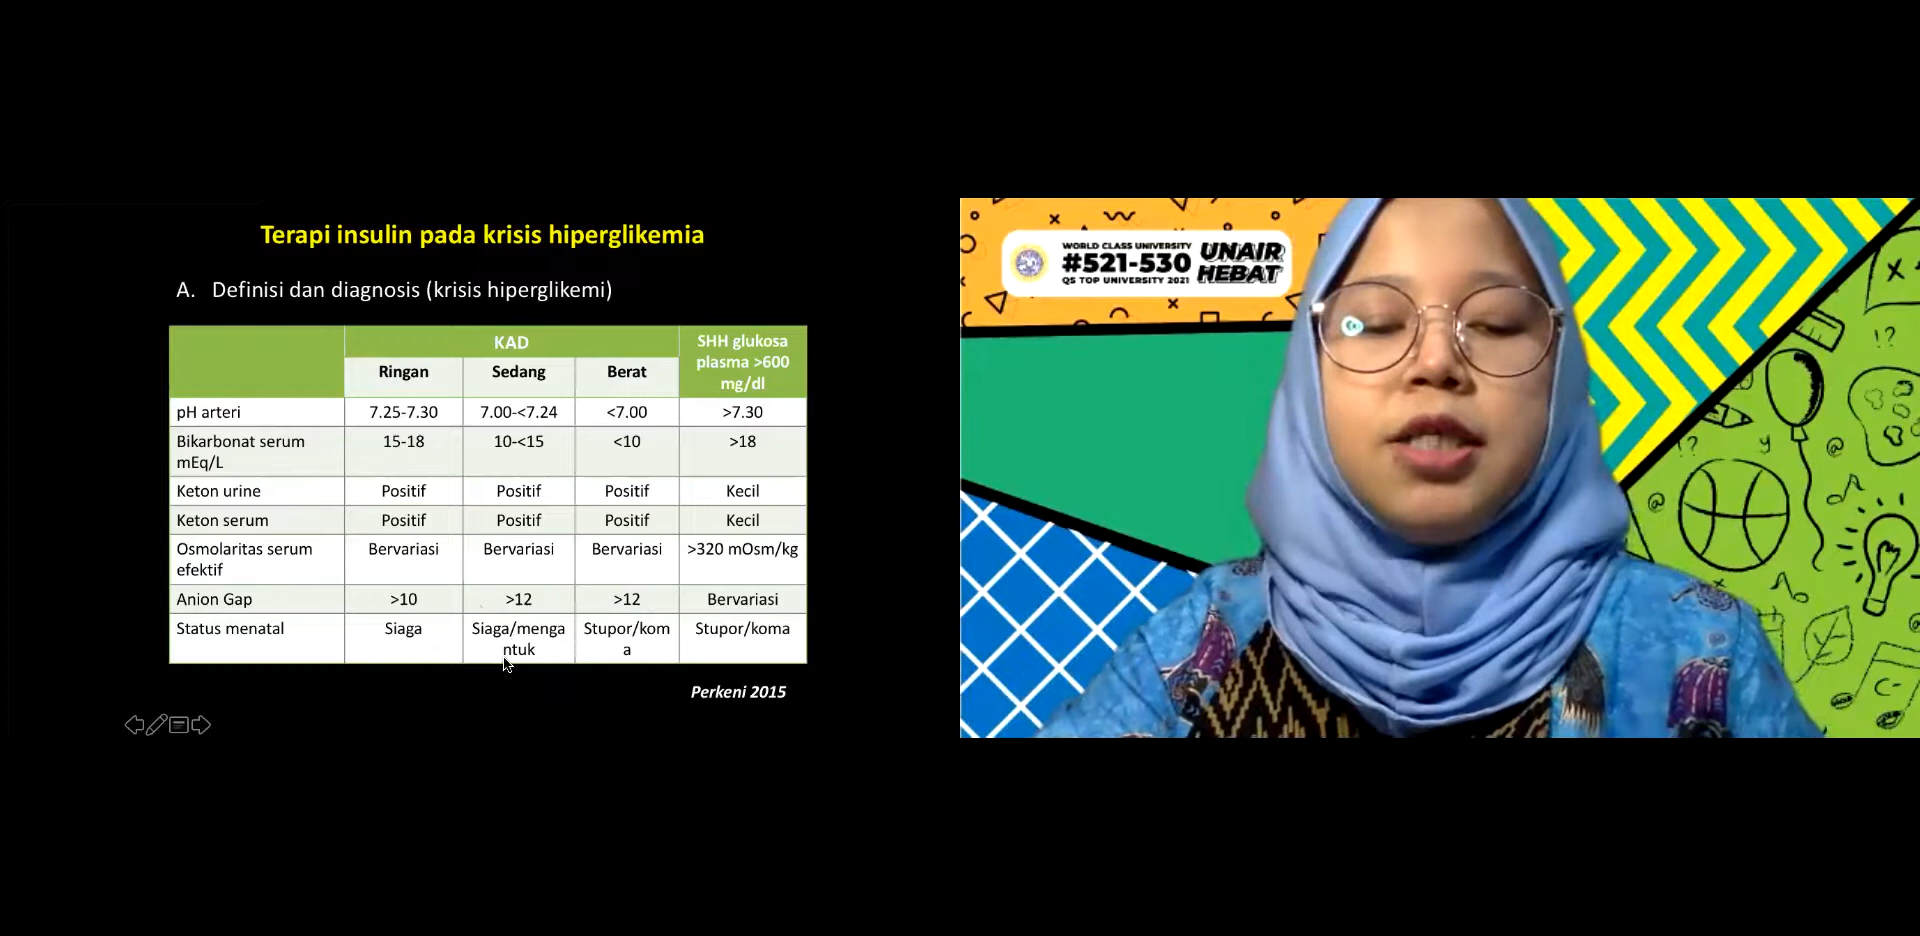 Terapi insulin pada krisis hiperglikemia
A. Definisi dan diagnosis (krisis hiperglikemi)
KAD
SHH glukosa
plasma >600
mg/dl
Ringan Sedang Berat
pH arteri 7.25-7.30 7.00-<7.24 <7.00 >7.30
Bikarbonat serum 15-18 10-<15 <10 >18
mEq/L
Keton urine Positif Positif Positif Kecil
Keton serum Positif Positif Positif Kecil
Osmolaritas serum Bervariasi Bervariasi Bervariasi >320 mOsm/kg
efektif
Anion Gap >10 >12 >12 Bervariasi
Status menatal Siaga Siaga/menga Stupor/kom Stupor/koma
ntuk a
Perkeni 2015
WORLD CLASS UNIVERSITY
#521-530
QS TOP UNIVERSITY 2021
UNAIR
HEBAT
!?
!?
y
@
@
C-